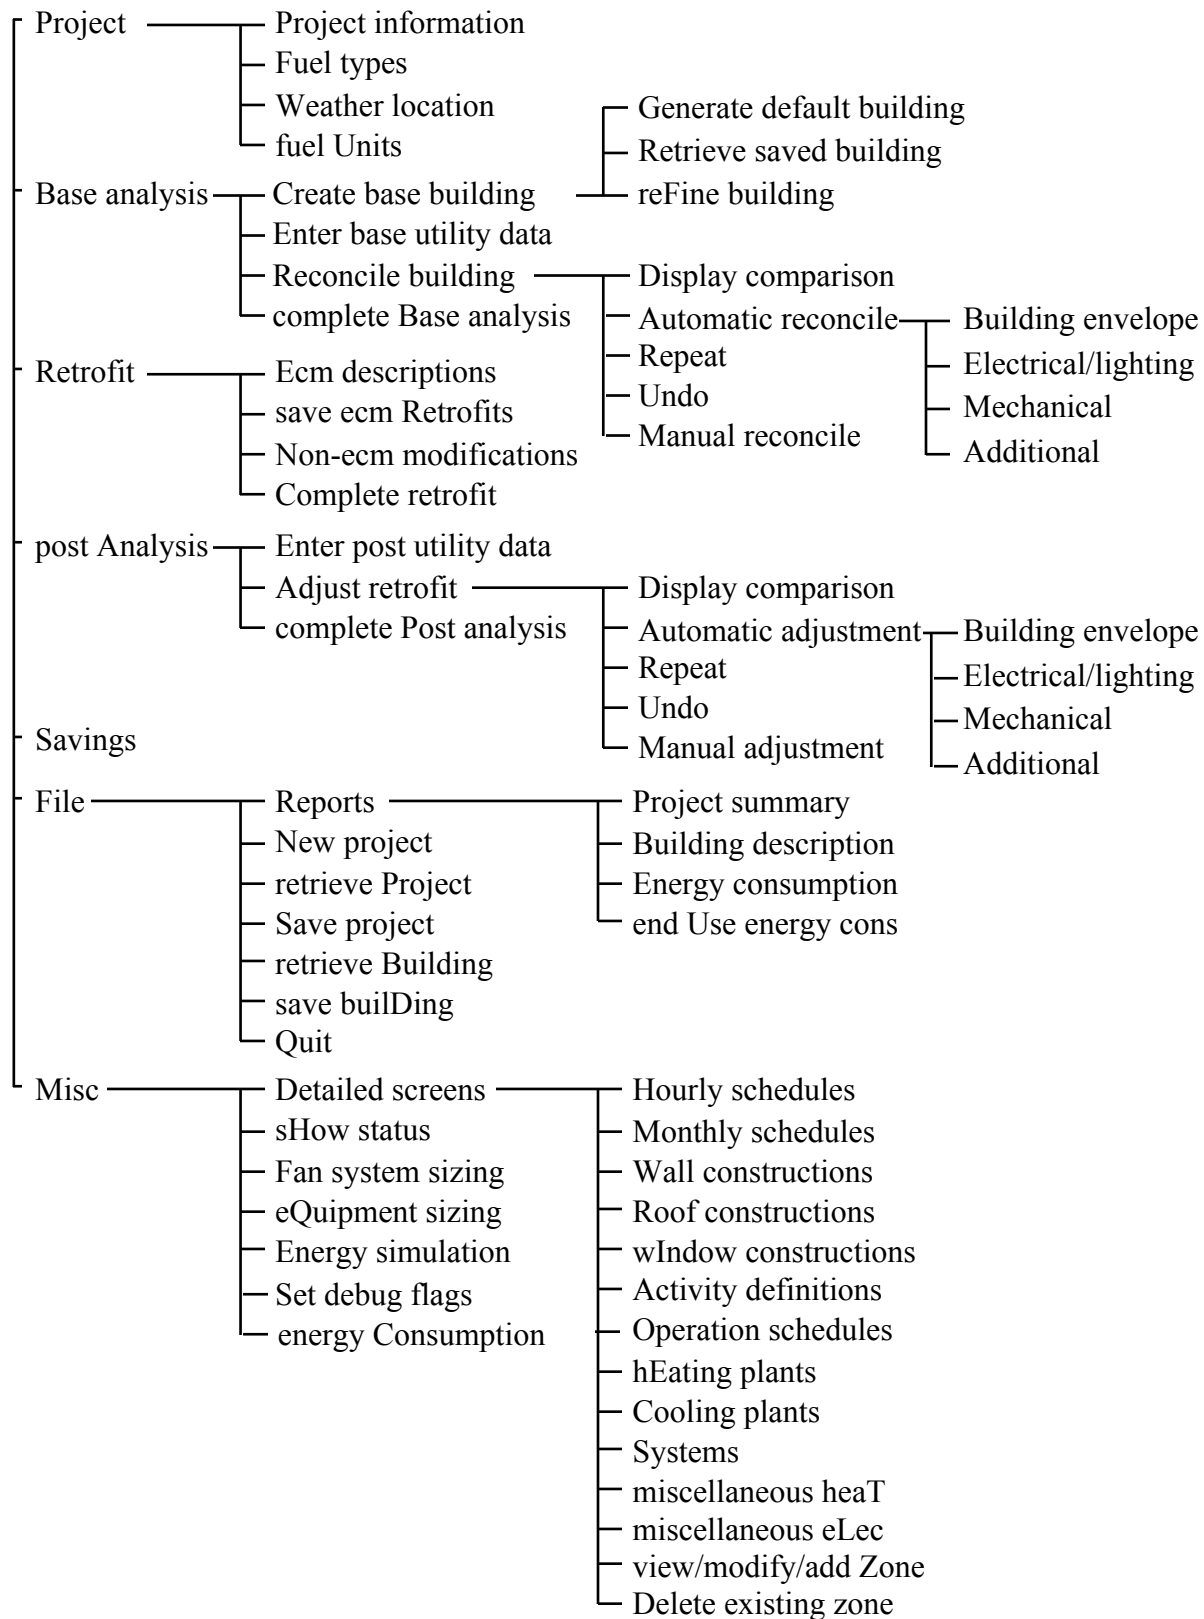 Project
Project information
Fuel types
Weather location
fuel Units
Base analysis
Create base building
Generate default building
Retrieve saved building
reFine building
Enter base utility data
Reconcile building
Display comparison
Automatic reconcile
Building envelope
Electrical/lighting
Mechanical
Additional
Repeat
Undo
Manual reconcile
complete Base analysis
Retrofit
Ecm descriptions
save ecm Retrofits
Non-ecm modifications
Complete retrofit
post Analysis
Enter post utility data
Adjust retrofit
Display comparison
Automatic adjustment
Building envelope
Electrical/lighting
Mechanical
Additional
Repeat
Undo
Manual adjustment
complete Post analysis
Savings
File
Reports
Project summary
Building description
Energy consumption
end Use energy cons
New project
retrieve Project
Save project
retrieve Building
save builDing
Quit
Misc
Detailed screens
Hourly schedules
Monthly schedules
Wall constructions
Roof constructions
wIndow constructions
Activity definitions
Operation schedules
hEating plants
Cooling plants
Systems
miscellaneous heaT
miscellaneous eLec
view/modify/add Zone
Delete existing zone
sHow status
Fan system sizing
eQuipment sizing
Energy simulation
Set debug flags
energy Consumption